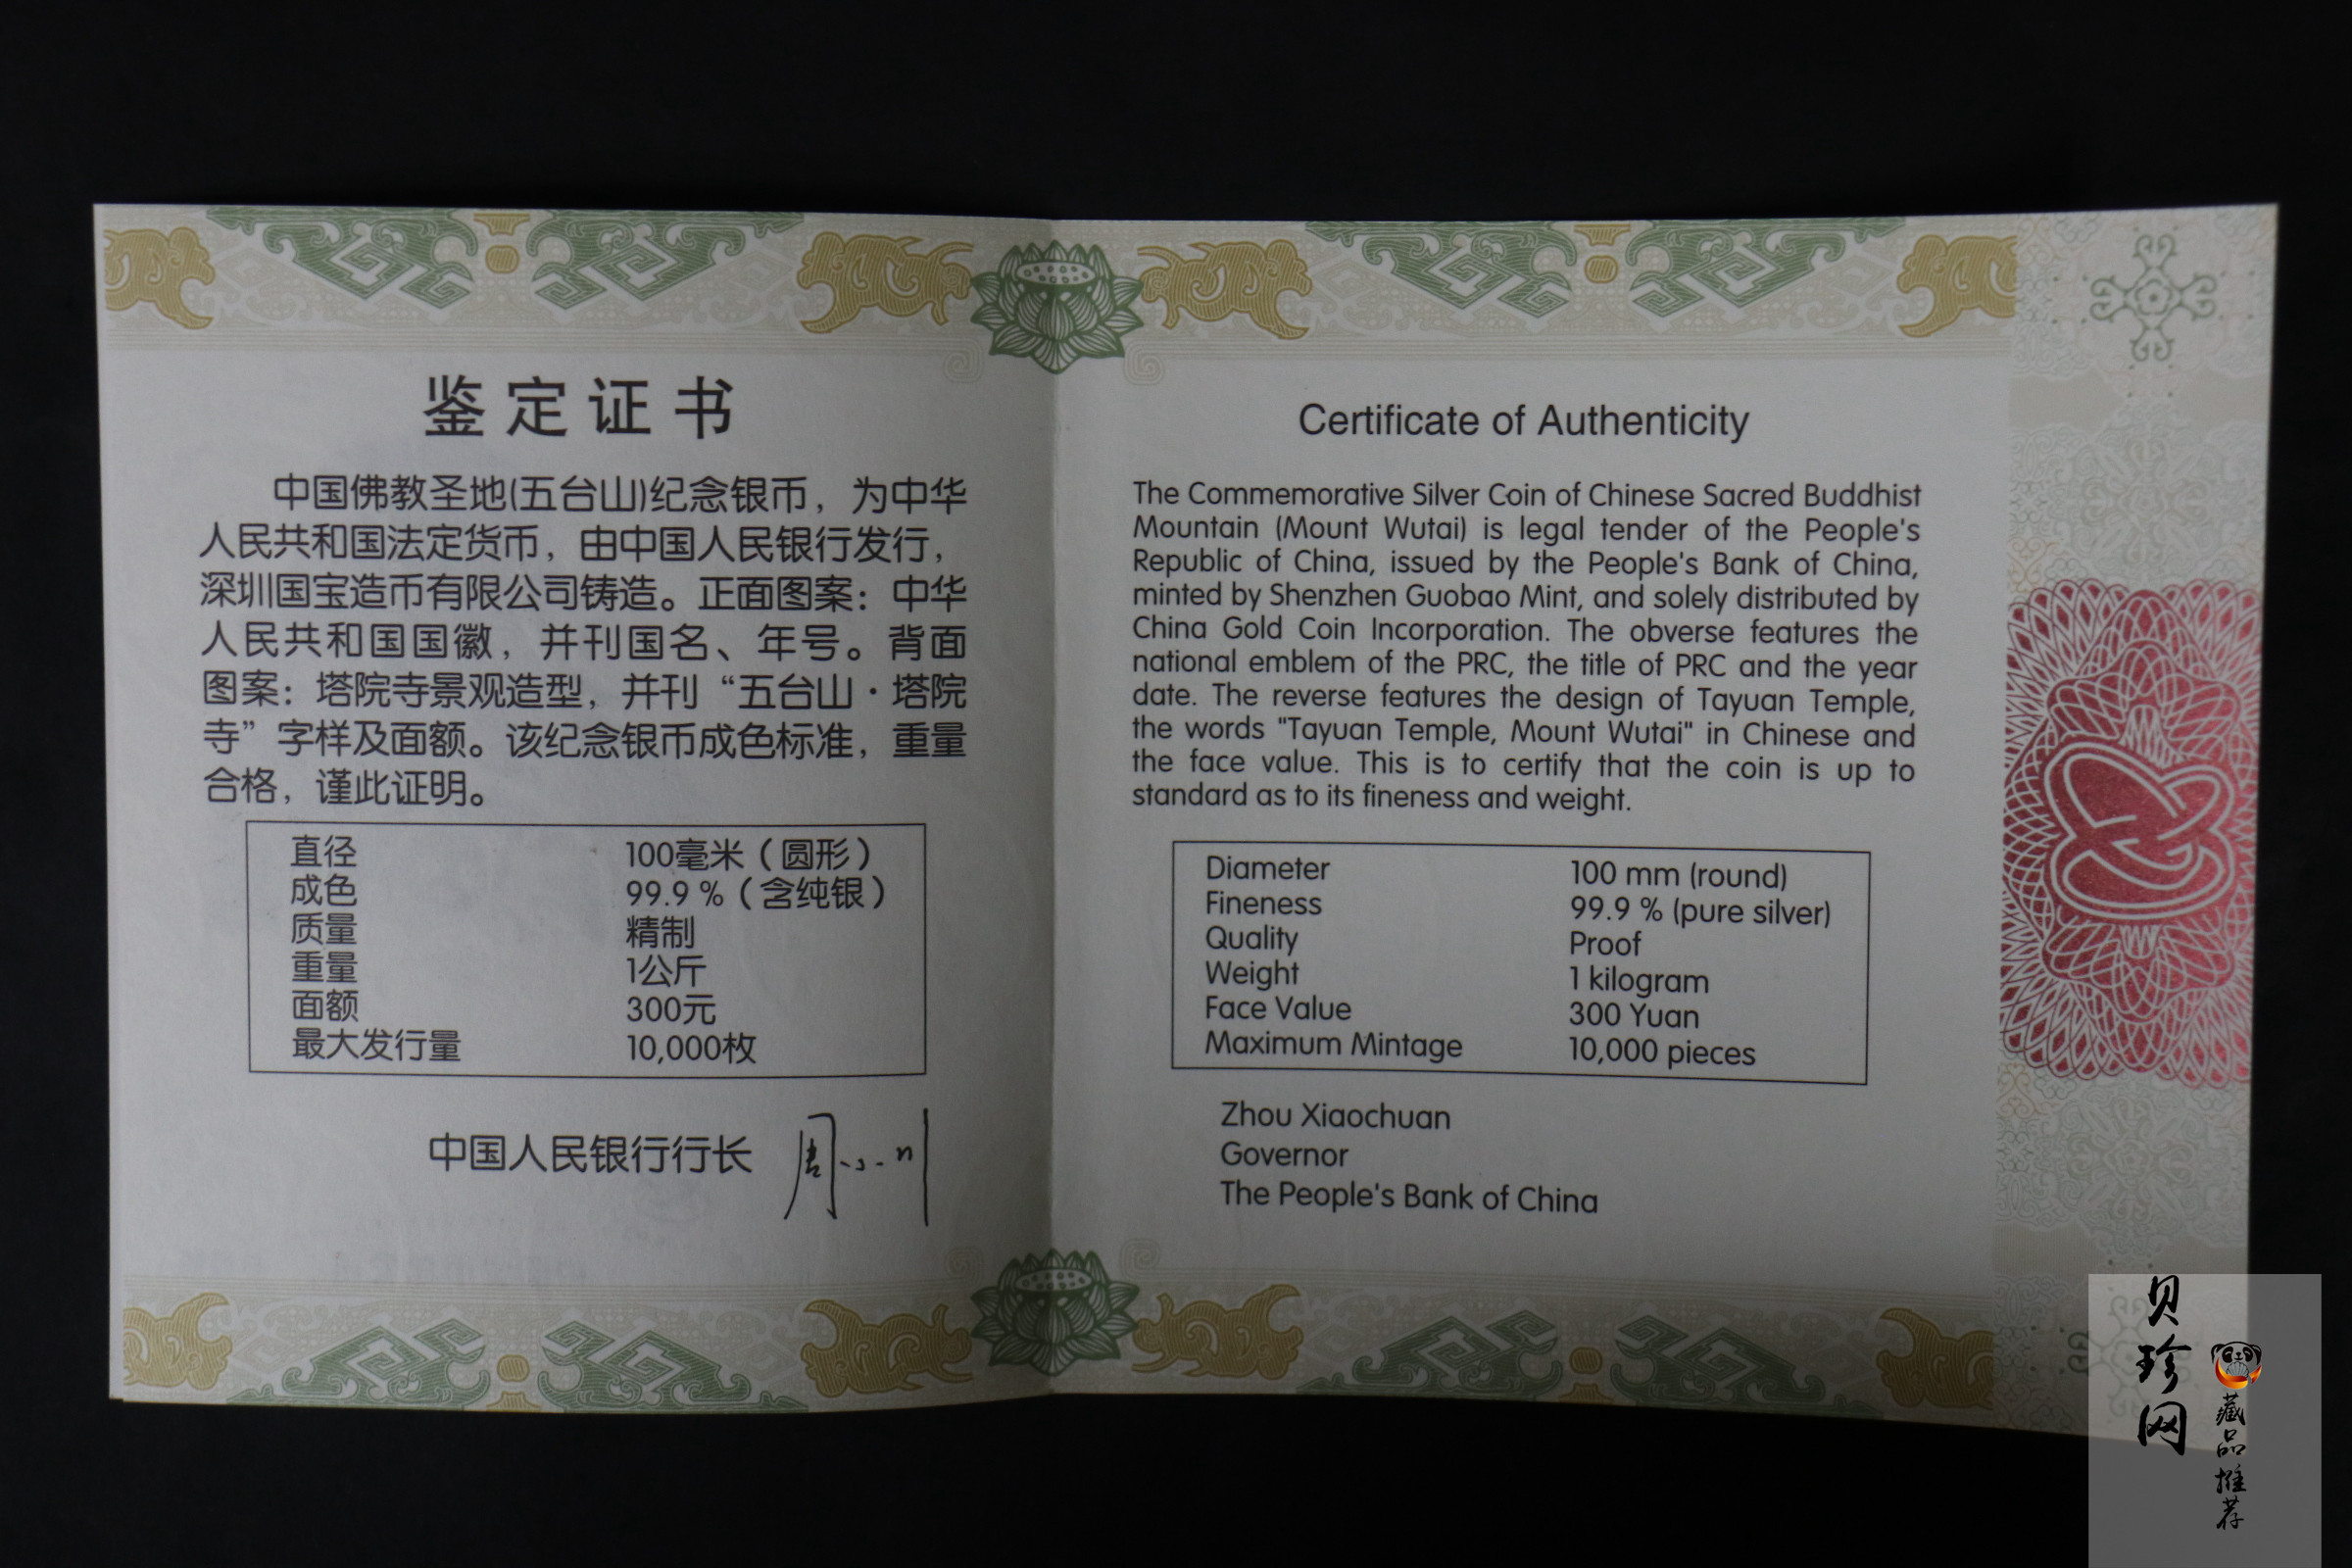 鉴定证书
中国佛教圣地(五台山)纪念银币，为中华
人民共和国法定货币，由中国人民银行发行，
深圳国宝造币有限公司铸造。正面图案：中华
人民共和国国徽，并刊国名、年号。背面
图案：塔院寺景观造型，并刊“五台山·塔院
寺”字样及面额。该纪念银币成色标准，重量
合格，谨此证明。
直径 100毫米（圆形）
成色 99.9 %（含纯银）
质量 精制
重量 1公斤
面额 300元
最大发行量 10,000枚
中国人民银行行长 周小川
Certificate of Authenticity
The Commemorative Silver Coin of Chinese Sacred Buddhist
Mountain (Mount Wutai) is legal tender of the People's
Republic of China, issued by the People's Bank of China,
minted by Shenzhen Guobao Mint, and solely distributed by
China Gold Coin Incorporation. The obverse features the
national emblem of the PRC, the title of PRC and the year
date. The reverse features the design of Tayuan Temple,
the words "Tayuan Temple, Mount Wutai" in Chinese and
the face value. This is to certify that the coin is up to
standard as to its fineness and weight.
Diameter 100 mm (round)
Fineness 99.9 % (pure silver)
Quality Proof
Weight 1 kilogram
Face Value 300 Yuan
Maximum Mintage 10,000 pieces
Zhou Xiaochuan
Governor
The People's Bank of China
贝珍网
藏品推荐